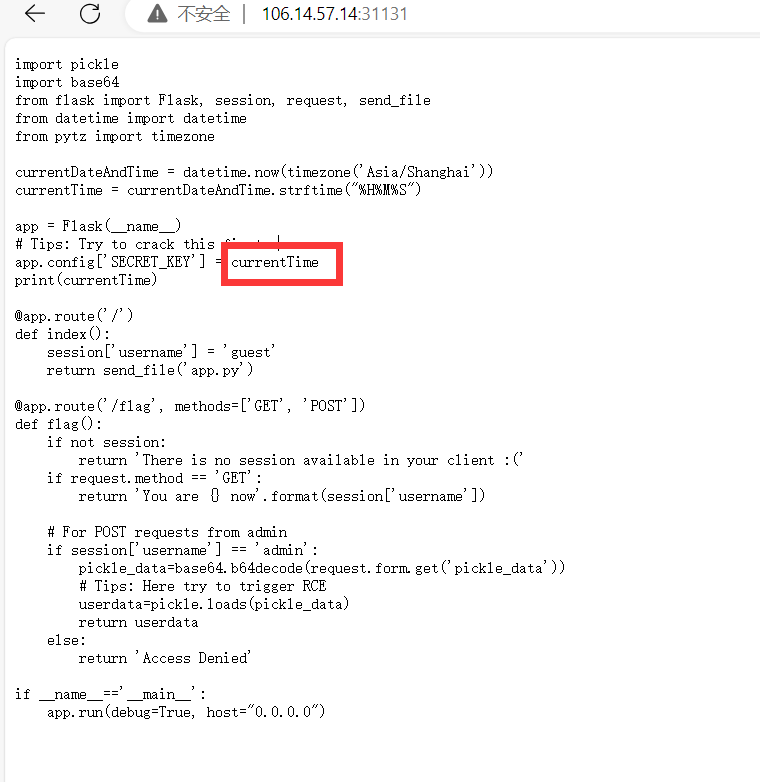 不安全 | 106.14.57.14:31131
import pickle
import base64
from flask import Flask, session, request, send_file
from datetime import datetime
from pytz import timezone
currentDateAndTime = datetime.now(timezone('Asia/Shanghai'))
currentTime = currentDateAndTime.strftime("%H%M%S")
app = Flask(__name__)
# Tips: Try to crack this
app.config['SECRET_KEY'] = currentTime
print(currentTime)
@app.route('/')
def index():
    session['username'] = 'guest'
    return send_file('app.py')
@app.route('/flag', methods=['GET', 'POST'])
def flag():
    if not session:
        return 'There is no session available in your client :('
    if request.method == 'GET':
        return 'You are {} now'.format(session['username'])
    # For POST requests from admin
    if session['username'] == 'admin':
        pickle_data=base64.b64decode(request.form.get('pickle_data'))
        # Tips: Here try to trigger RCE
        userdata=pickle.loads(pickle_data)
        return userdata
    else:
        return 'Access Denied'
if __name__=='__main__':
    app.run(debug=True, host="0.0.0.0")